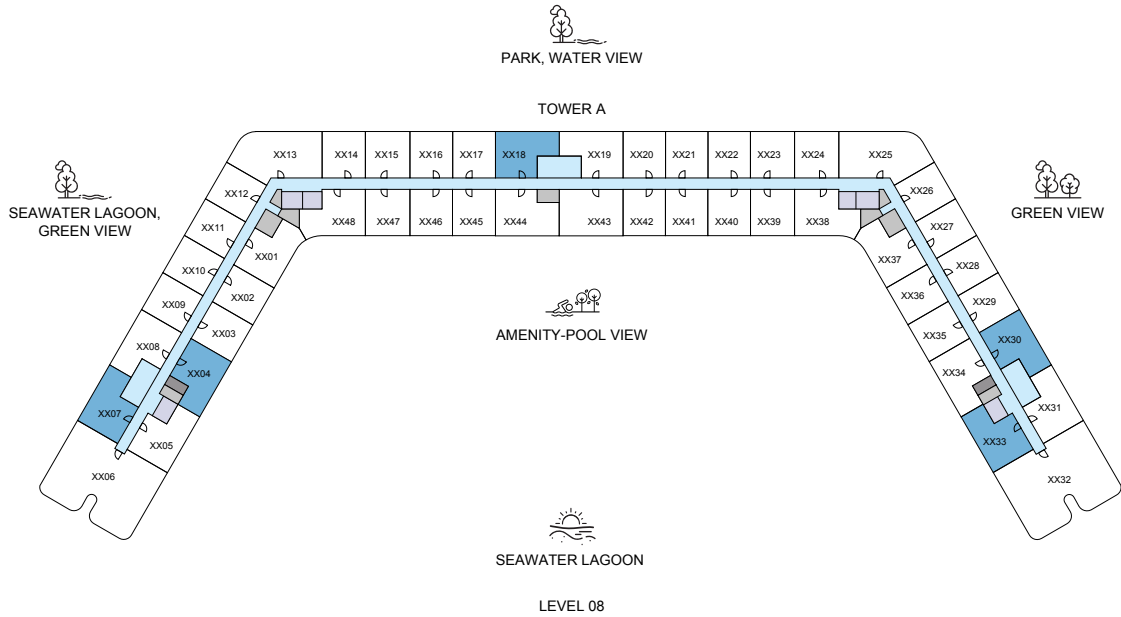 PARK, WATER VIEW
TOWER A
XX13
XX14
XX15
XX16
XX17
XX18
XX19
XX20
XX21
XX22
XX23
XX24
XX25
SEAWATER LAGOON,
GREEN VIEW
XX12
XX26
GREEN VIEW
XX11
XX48
XX47
XX46
XX45
XX44
XX43
XX42
XX41
XX40
XX39
XX38
XX27
XX01
XX37
XX10
XX28
XX02
XX36
XX09
XX29
XX03
AMENITY-POOL VIEW
XX35
XX08
XX30
XX04
XX34
XX07
XX31
XX05
XX33
XX06
XX32
SEAWATER LAGOON
LEVEL 08